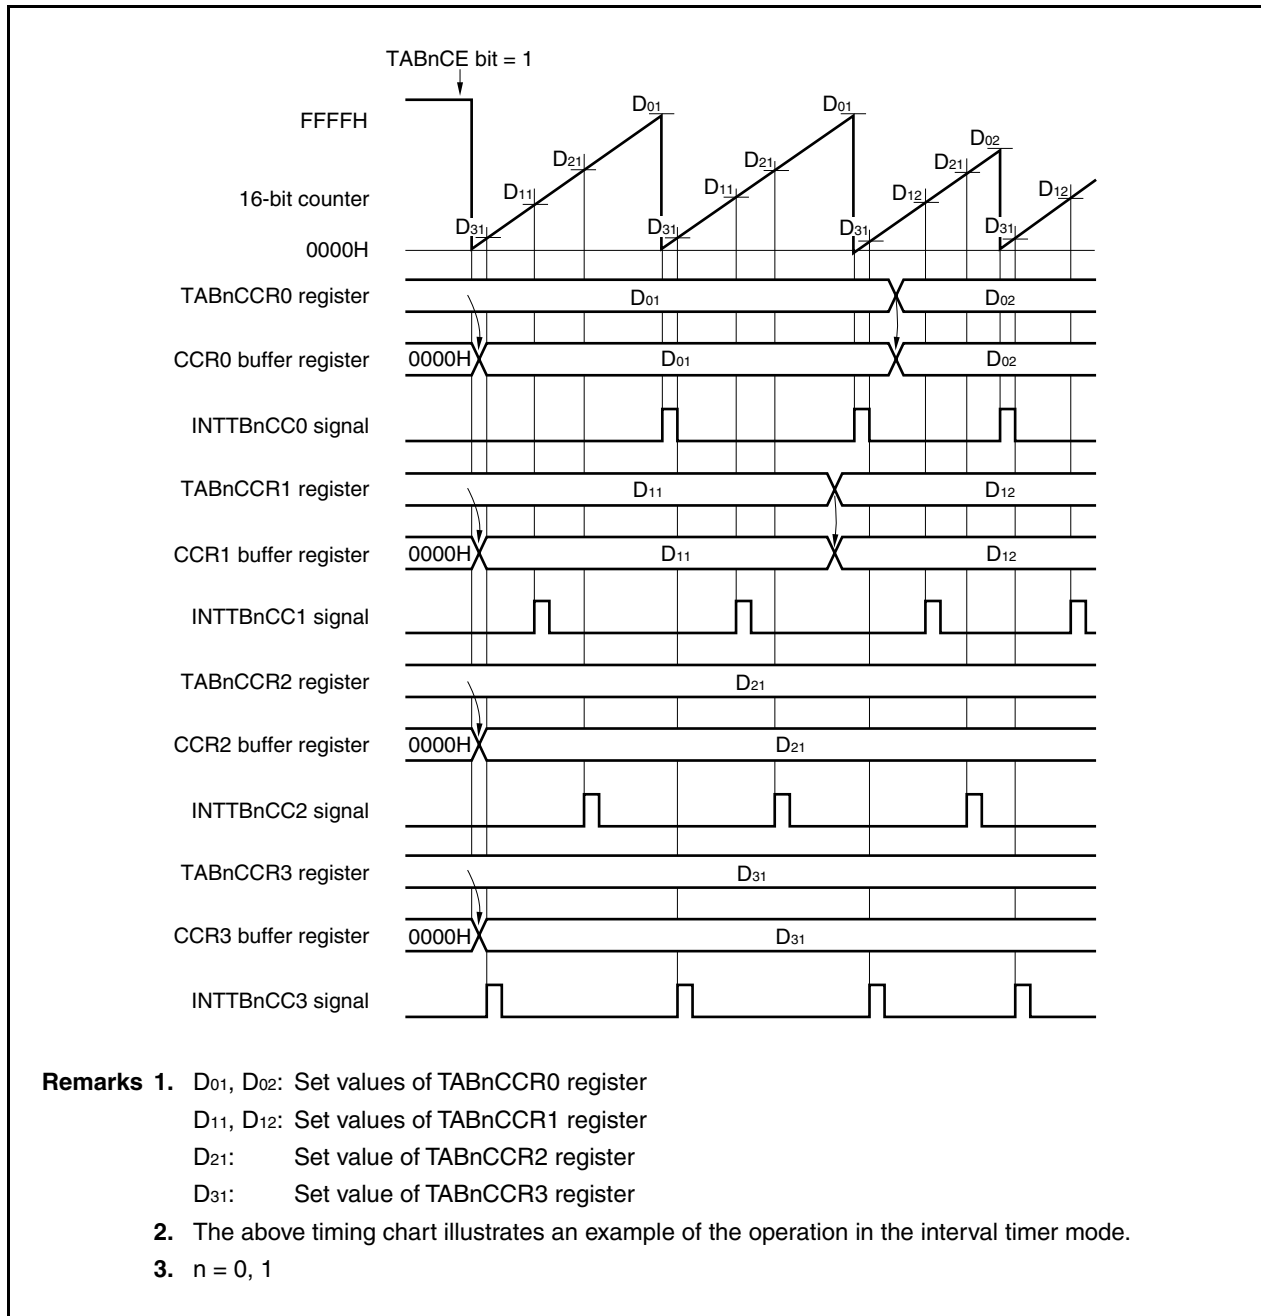 TABnCE bit = 1
FFFFH
D01 D01
D02
D21 D21 D21
16-bit counter
D11 D11 D12 D12
D31 D31 D31 D31
0000H
TABnCCR0 register D01 D02
CCR0 buffer register 0000H D01 D02
INTTBnCC0 signal
TABnCCR1 register D11 D12
CCR1 buffer register 0000H D11 D12
INTTBnCC1 signal
TABnCCR2 register D21
CCR2 buffer register 0000H D21
INTTBnCC2 signal
TABnCCR3 register D31
CCR3 buffer register 0000H D31
INTTBnCC3 signal
Remarks 1. D01, D02: Set values of TABnCCR0 register
D11, D12: Set values of TABnCCR1 register
D21: Set value of TABnCCR2 register
D31: Set value of TABnCCR3 register
2. The above timing chart illustrates an example of the operation in the interval timer mode.
3. n = 0, 1